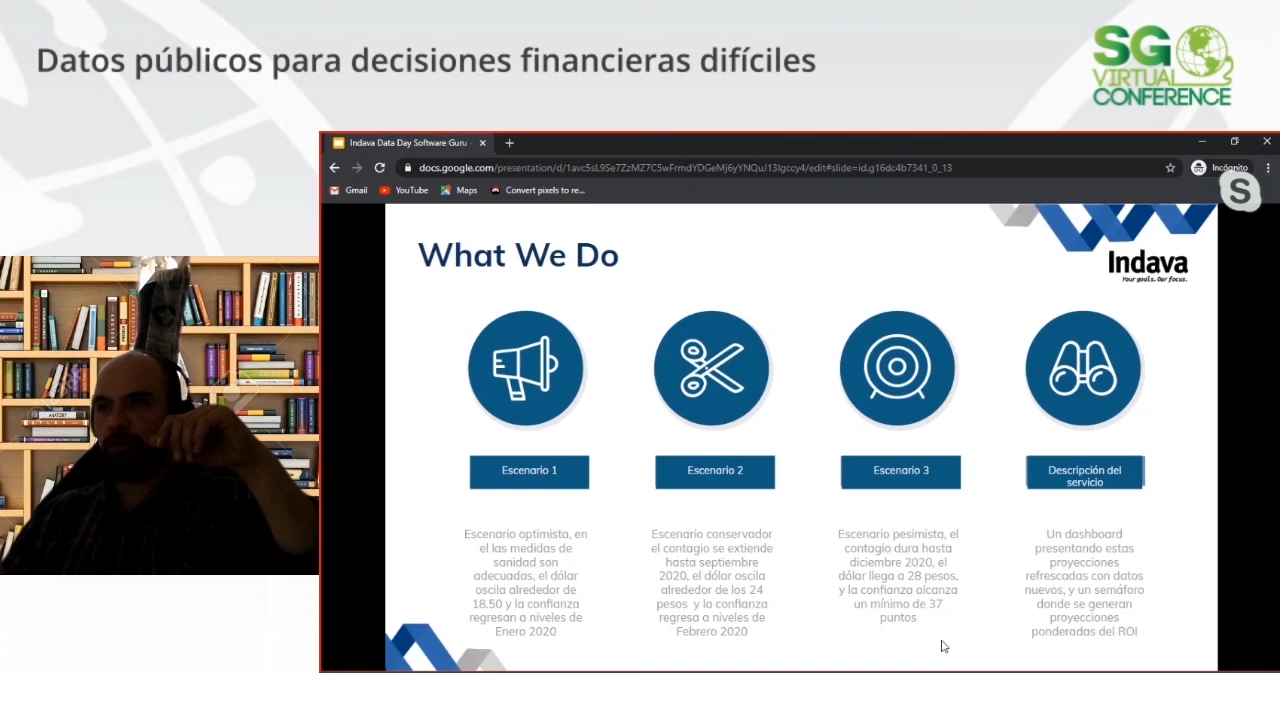 Datos públicos para decisiones financieras difíciles
SG
VIRTUAL
CONFERENCE
Indava Data Day Software Guru -
docs.google.com/presentation/d/1avc5sL9Se7ZzMZ7C5wFrmdYDGeMj6yYNQuJ13Igccy4/edit#slide=id.g16dc4b7341_0_13
Incógnito
Gmail
YouTube
Maps
Convert pixels to re...
S
What We Do
Indava
Your goals. Our focus.
Escenario 1
Escenario 2
Escenario 3
Descripción del
servicio
Escenario optimista, en
el las medidas de
sanidad son
adecuadas, el dólar
oscila alrededor de
18.50 y la confianza
regresan a niveles de
Enero 2020
Escenario conservador
el contagio se extiende
hasta septiembre
2020, el dólar oscila
alrededor de los 24
pesos y la confianza
regresa a niveles de
Febrero 2020
Escenario pesimista, el
contagio dura hasta
diciembre 2020, el
dólar llega a 28 pesos,
y la confianza alcanza
un mínimo de 37
puntos
Un dashboard
presentando estas
proyecciones
refrescadas con datos
nuevos, y un semáforo
donde se generan
proyecciones
ponderadas del ROI